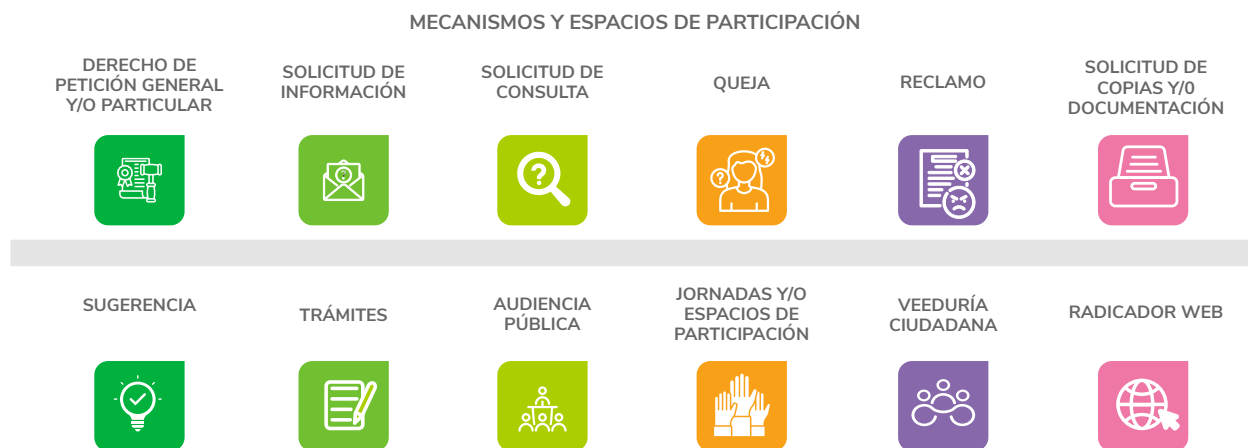 MECANISMOS Y ESPACIOS DE PARTICIPACIÓN
DERECHO DE
PETICIÓN GENERAL
Y/O PARTICULAR
SOLICITUD DE
INFORMACIÓN
SOLICITUD DE
CONSULTA
QUEJA
RECLAMO
SOLICITUD DE
COPIAS Y/0
DOCUMENTACIÓN
SUGERENCIA
TRÁMITES
AUDIENCIA
PÚBLICA
JORNADAS Y/O
ESPACIOS DE
PARTICIPACIÓN
VEEDURÍA
CIUDADANA
RADICADOR WEB